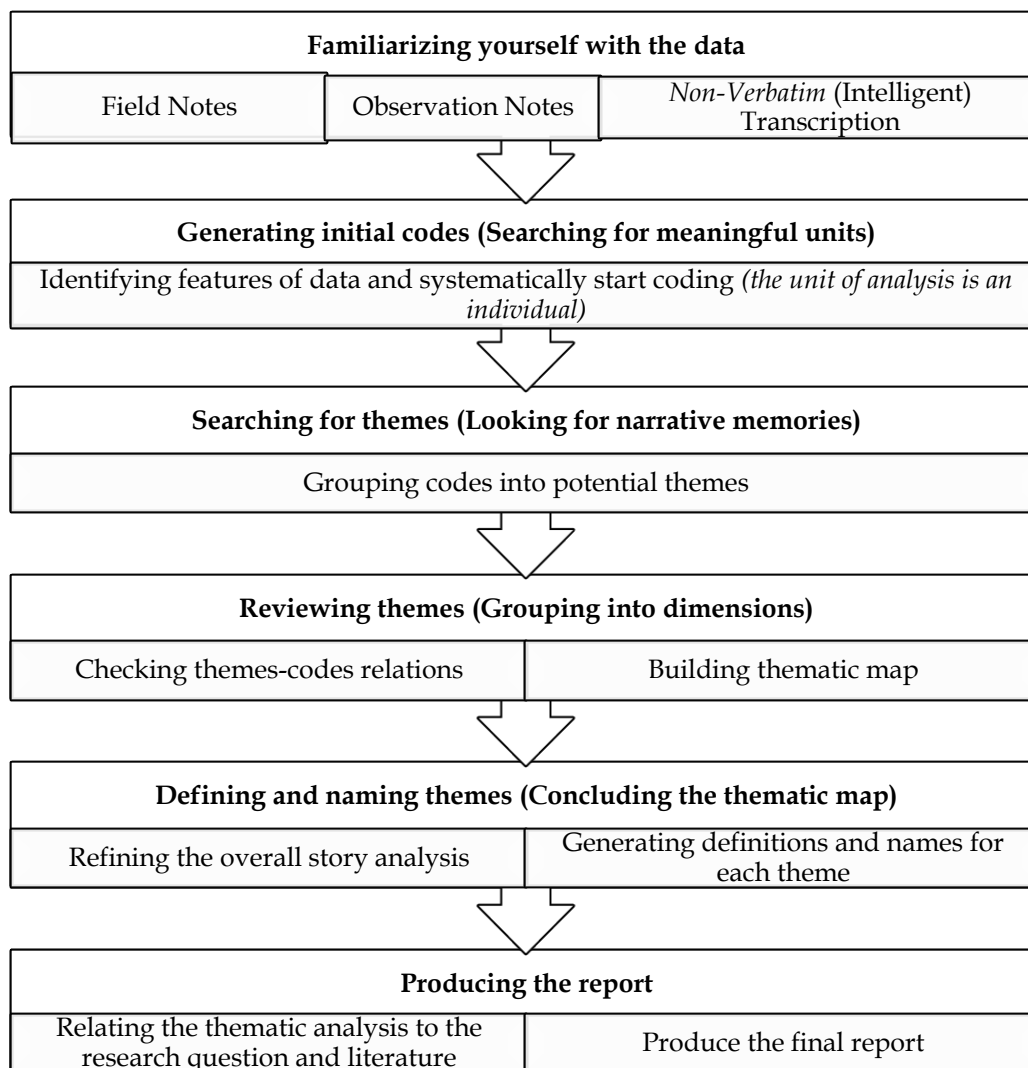 Familiarizing yourself with the data
Field Notes
Observation Notes
Non-Verbatim (Intelligent)
Transcription
Generating initial codes (Searching for meaningful units)
Identifying features of data and systematically start coding (the unit of analysis is an
individual)
Searching for themes (Looking for narrative memories)
Grouping codes into potential themes
Reviewing themes (Grouping into dimensions)
Checking themes-codes relations
Building thematic map
Defining and naming themes (Concluding the thematic map)
Refining the overall story analysis
Generating definitions and names for
each theme
Producing the report
Relating the thematic analysis to the
research question and literature
Produce the final report